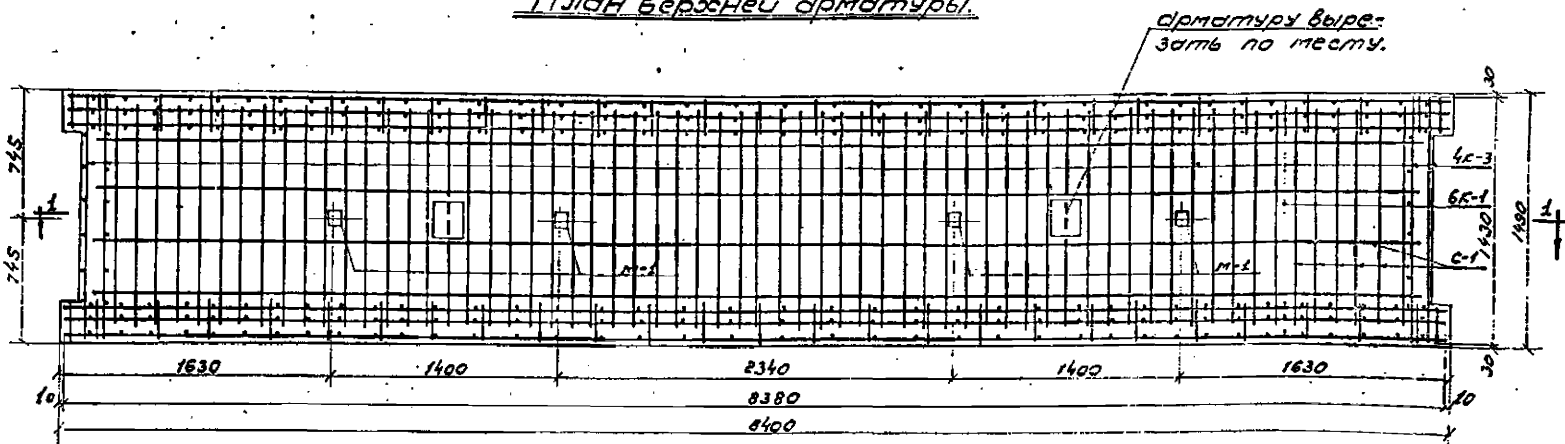 План верхней арматуры.
арматуру выре-
зать по месту.
30
745
4к-3
6К-1
1
1
1430
1490
745
М-1
М-1
С-1
1630
1400
2340
1400
1630
30
10
8380
10
8400